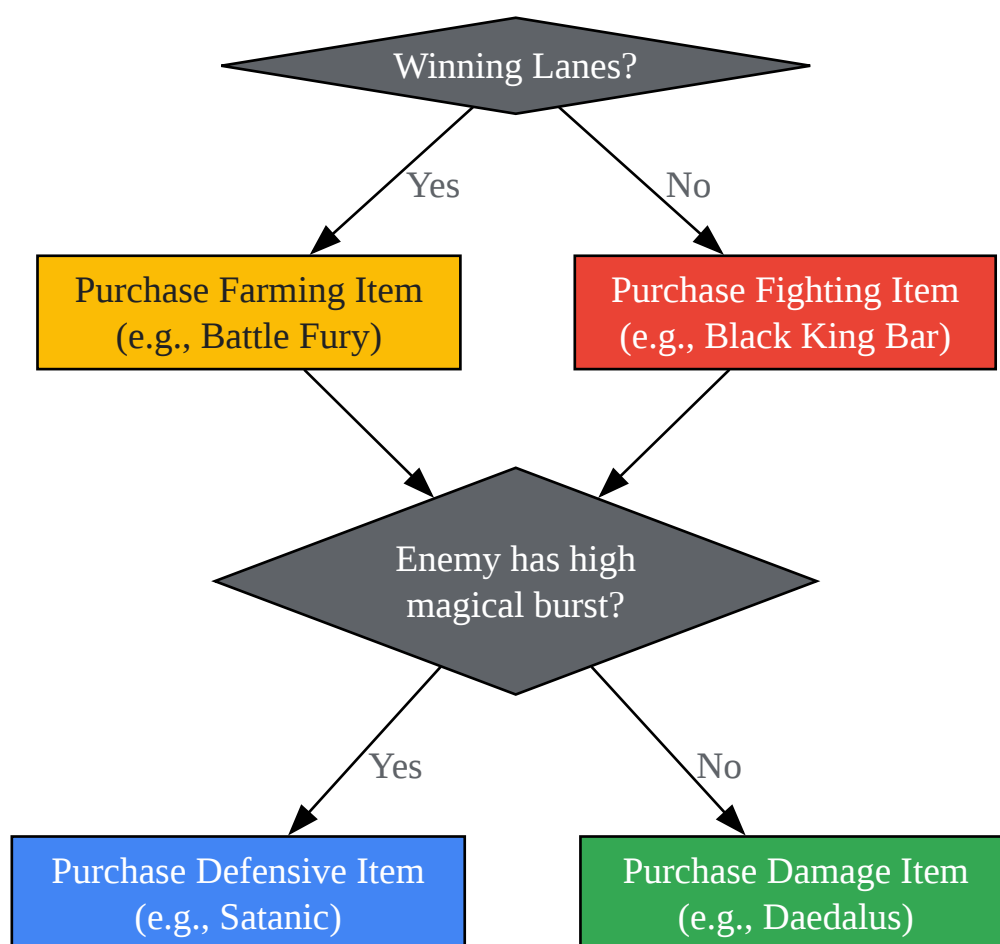 Winning Lanes?
Yes
No
Purchase Farming Item
(e.g., Battle Fury)
Purchase Fighting Item
(e.g., Black King Bar)
Enemy has high
magical burst?
Yes
No
Purchase Defensive Item
(e.g., Satanic)
Purchase Damage Item
(e.g., Daedalus)